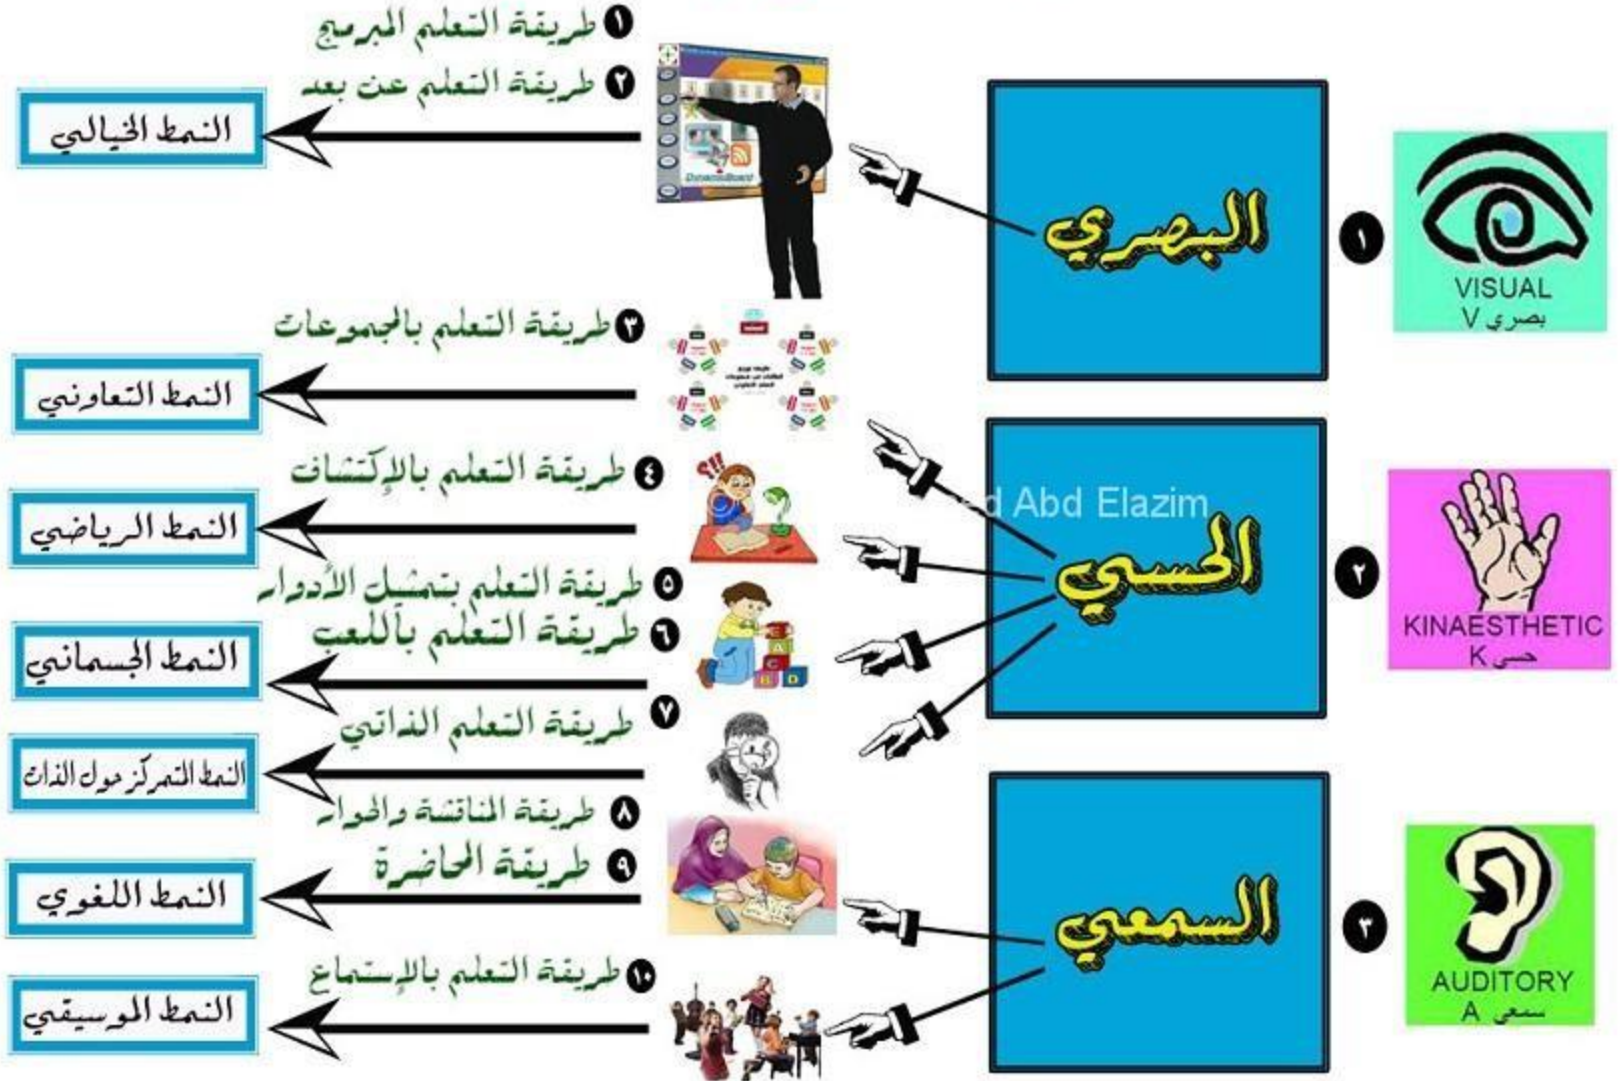 ١
VISUAL
بصري V
البصري
١ طريقة التعلم المبرمج
٢ طريقة التعلم عن بعد
النمط الخيالي
٢
KINAESTHETIC
حسي K
الحسي
d Abd Elazim
٣ طريقة التعلم بالمجموعات
النمط التعاوني
٤ طريقة التعلم بالإكتشاف
النمط الرياضي
٥ طريقة التعلم بتمثيل الأدوار
٦ طريقة التعلم باللعب
النمط الجسماني
٧ طريقة التعلم الذاتي
النمط المتمركز حول الذات
٣
AUDITORY
سمعي A
السمعي
٨ طريقة المناقشة والحوار
٩ طريقة المحاضرة
النمط اللغوي
١٠ طريقة التعلم بالإستماع
النمط الموسيقي